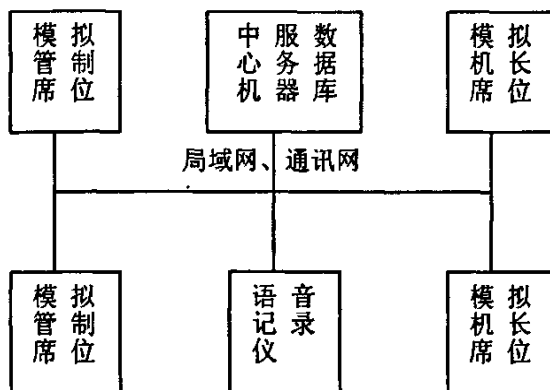 模拟
管制
席位
中心机
服务器
数据库
模拟
机长
席位
局域网、通讯网
模拟
管制
席位
语音
记录
仪
模拟
机长
席位